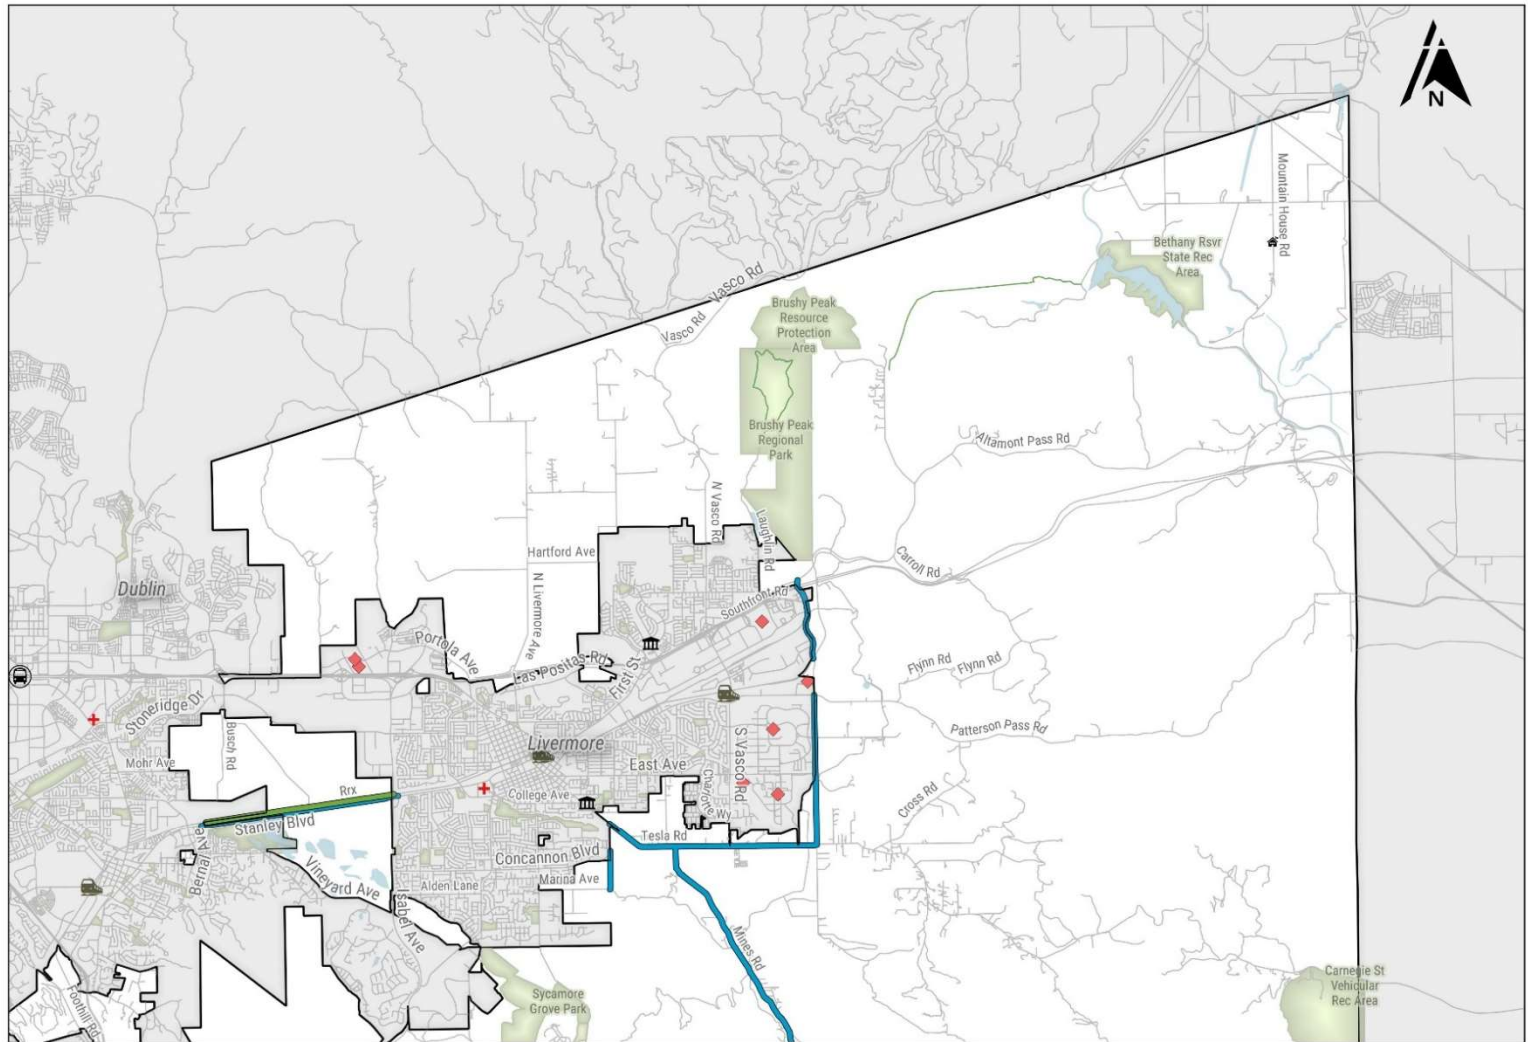 N
Mountain House Rd
Bethany Rsvr
State Rec
Area
Vasco Rd
Vasco Rd
Brushy Peak
Resource
Protection
Area
Brushy Peak
Regional
Park
Altamont Pass Rd
N Vasco Rd
Laughlin Rd
Hartford Ave
Carroll Rd
Dublin
N Livermore Ave
Southfront Rd
Portola Ave
Las Positas Rd
First St
Flynn Rd
Flynn Rd
Stoneridge Dr
Patterson Pass Rd
Busch Rd
Livermore
S Vasco Rd
Mohr Ave
East Ave
Charlotte Wy
Rrx
College Ave
Cross Rd
Stanley Blvd
Tesla Rd
Bernal Ave
Concannon Blvd
Vineyard Ave
Alden Lane
Marina Ave
Isabel Ave
Mines Rd
Foothill Rd
Sycamore
Grove Park
Carnegie St
Vehicular
Rec Area